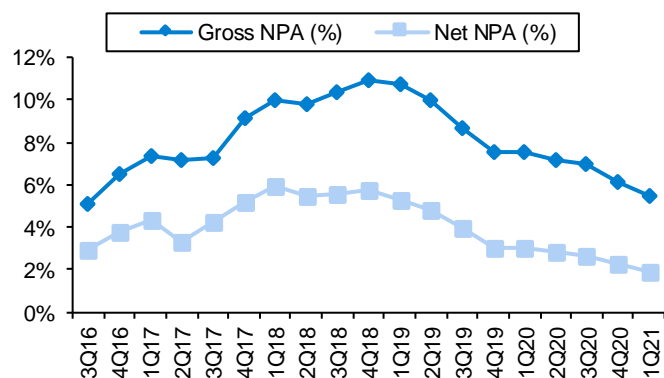 Gross NPA (%) Net NPA (%)
12%
10%
8%
6%
4%
2%
0%
3Q16
4Q16
1Q17
2Q17
3Q17
4Q17
1Q18
2Q18
3Q18
4Q18
1Q19
2Q19
3Q19
4Q19
1Q20
2Q20
3Q20
4Q20
1Q21